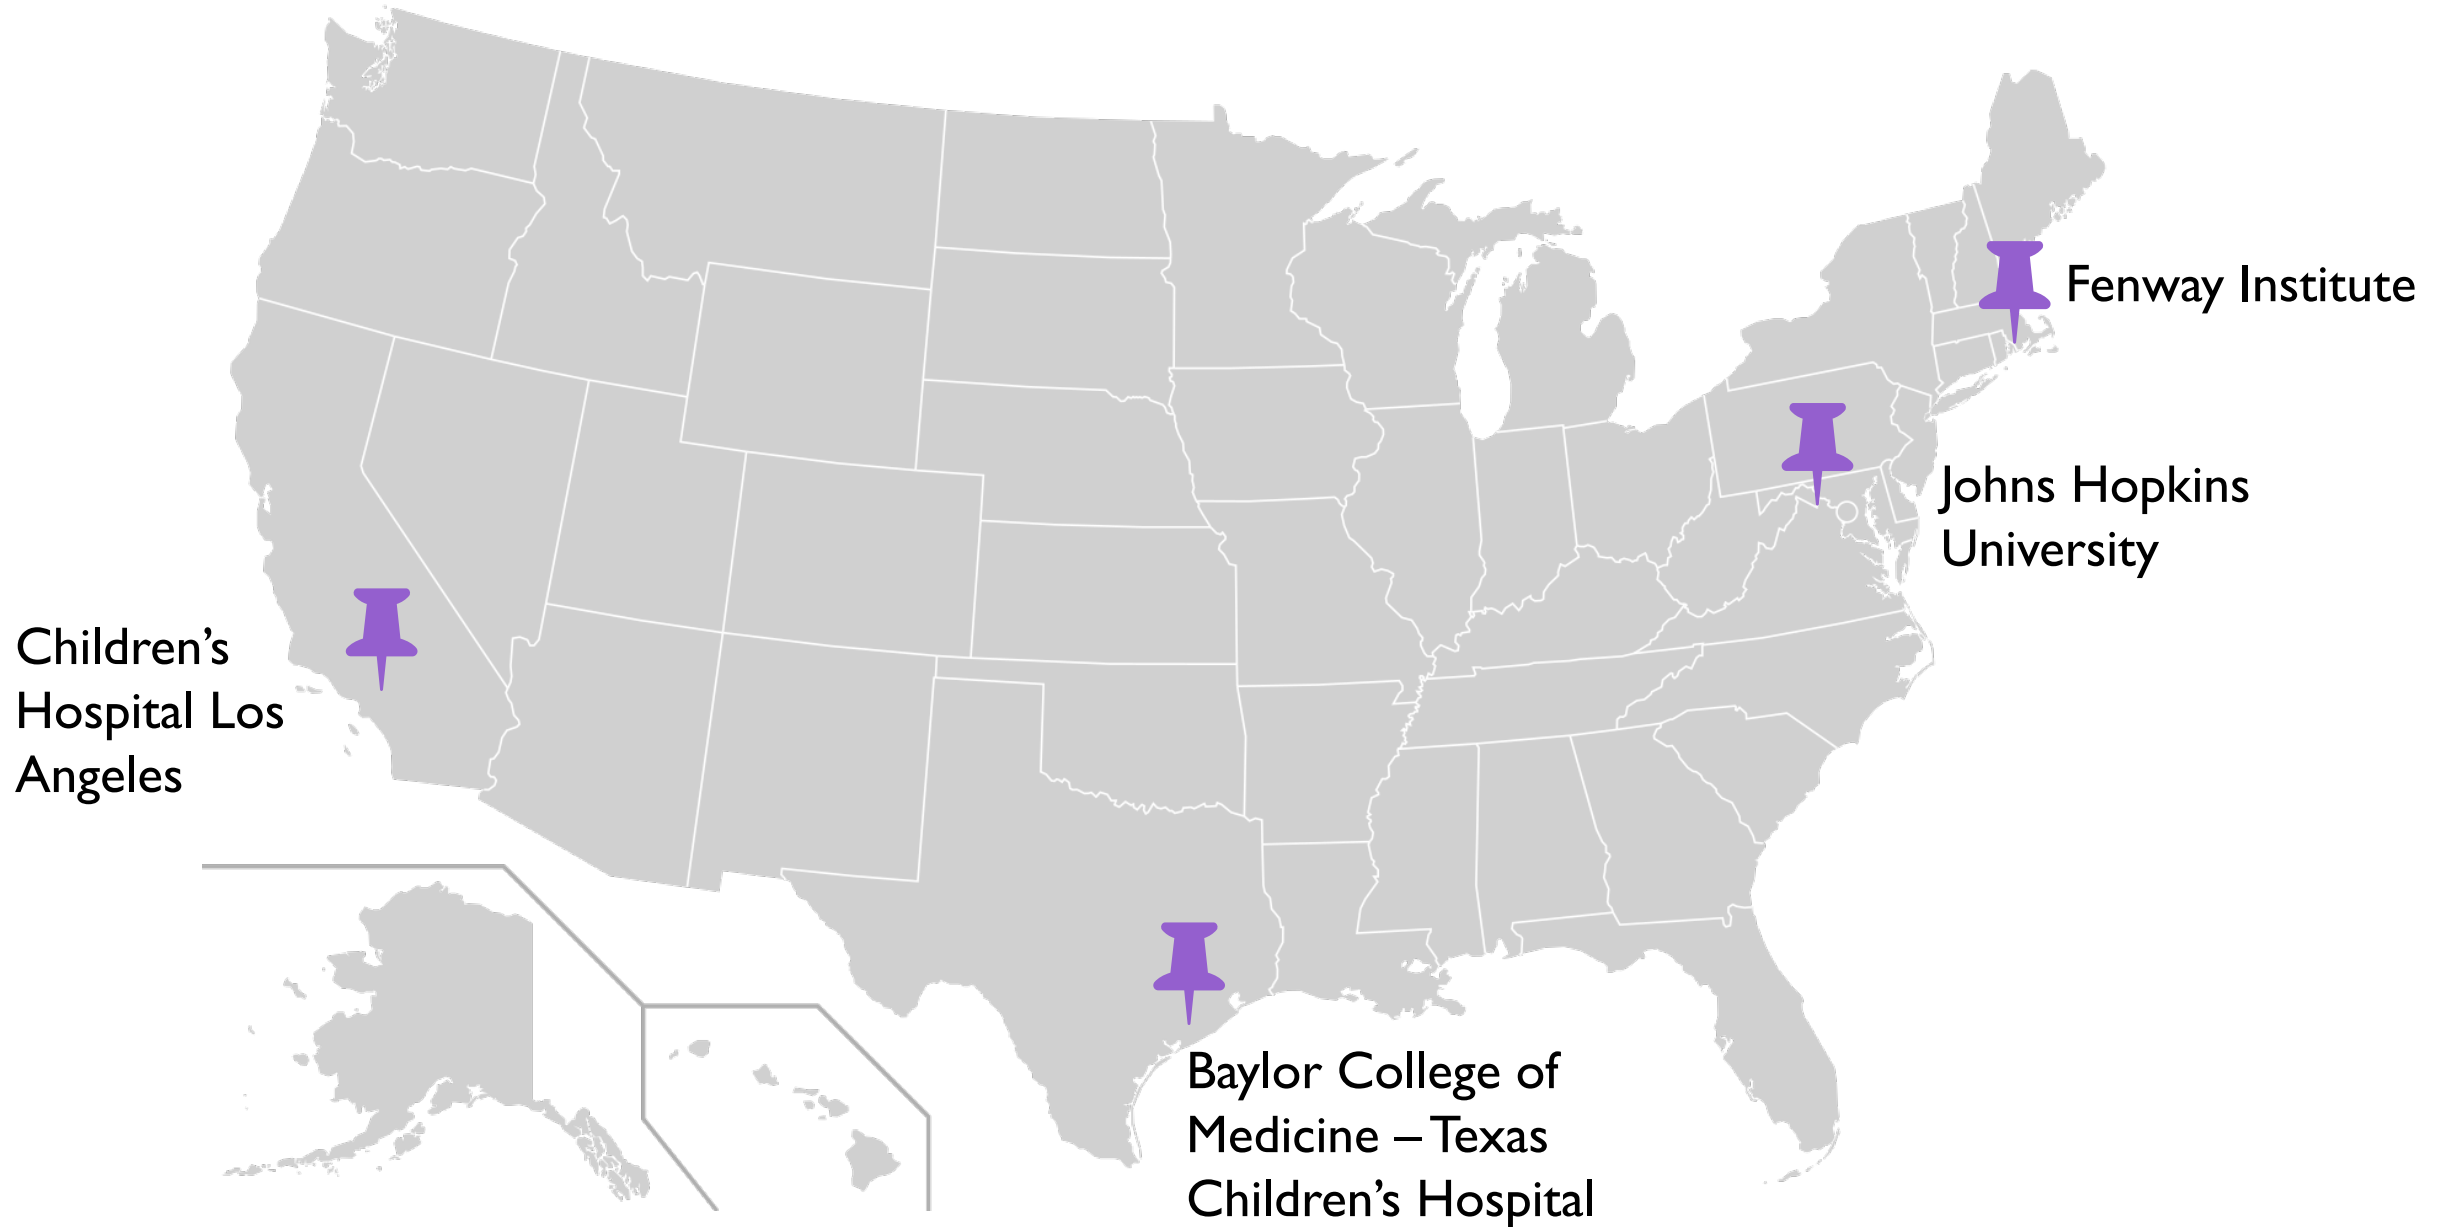 Fenway Institute
Johns Hopkins
University
Children’s
Hospital Los
Angeles
Baylor College of
Medicine – Texas
Children’s Hospital